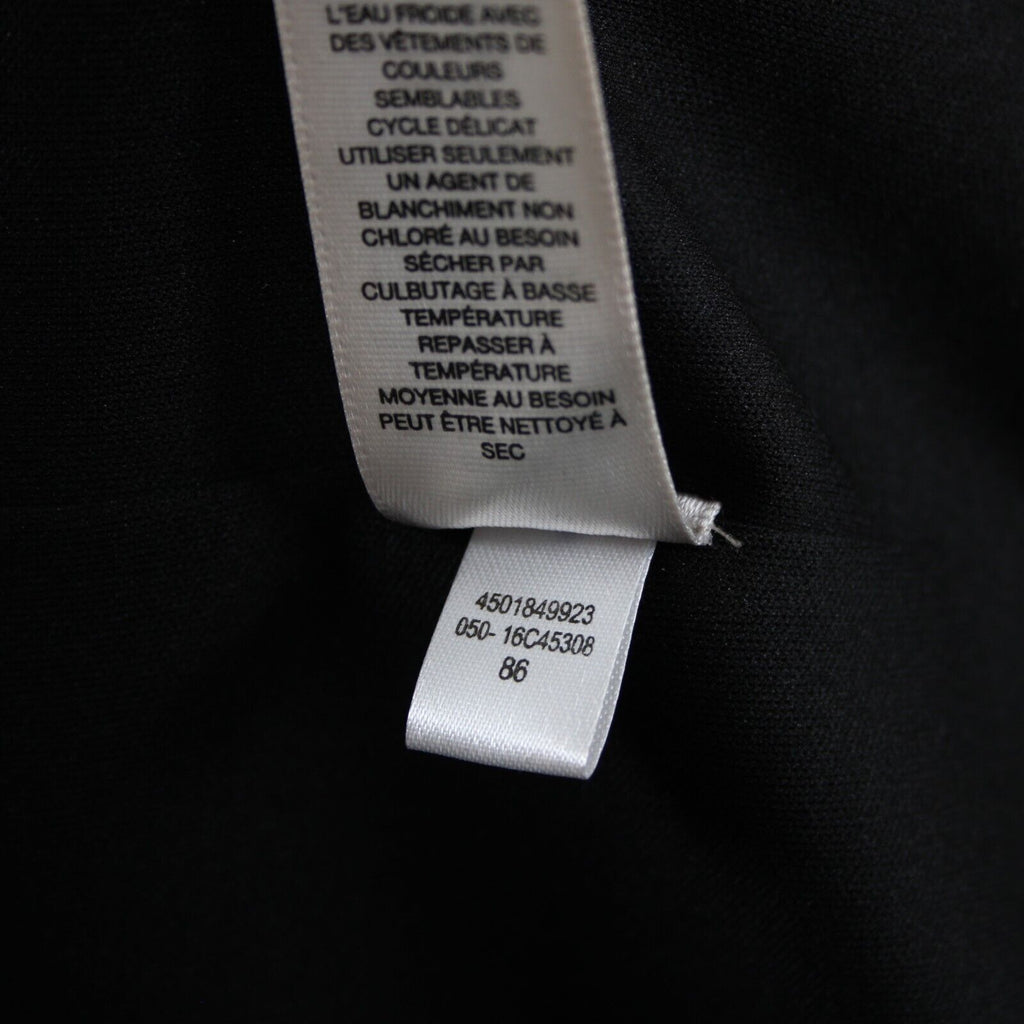 L'EAU FROIDE AVEC
DES VÊTEMENTS DE
COULEURS
SEMBLABLES
CYCLE DÉLICAT
UTILISER SEULEMENT
UN AGENT DE
BLANCHIMENT NON
CHLORÉ AU BESOIN
SÉCHER PAR
CULBUTAGE À BASSE
TEMPÉRATURE
REPASSER À
TEMPÉRATURE
MOYENNE AU BESOIN
PEUT ÊTRE NETTOYÉ À
SEC
4501849923
050- 16C45308
86